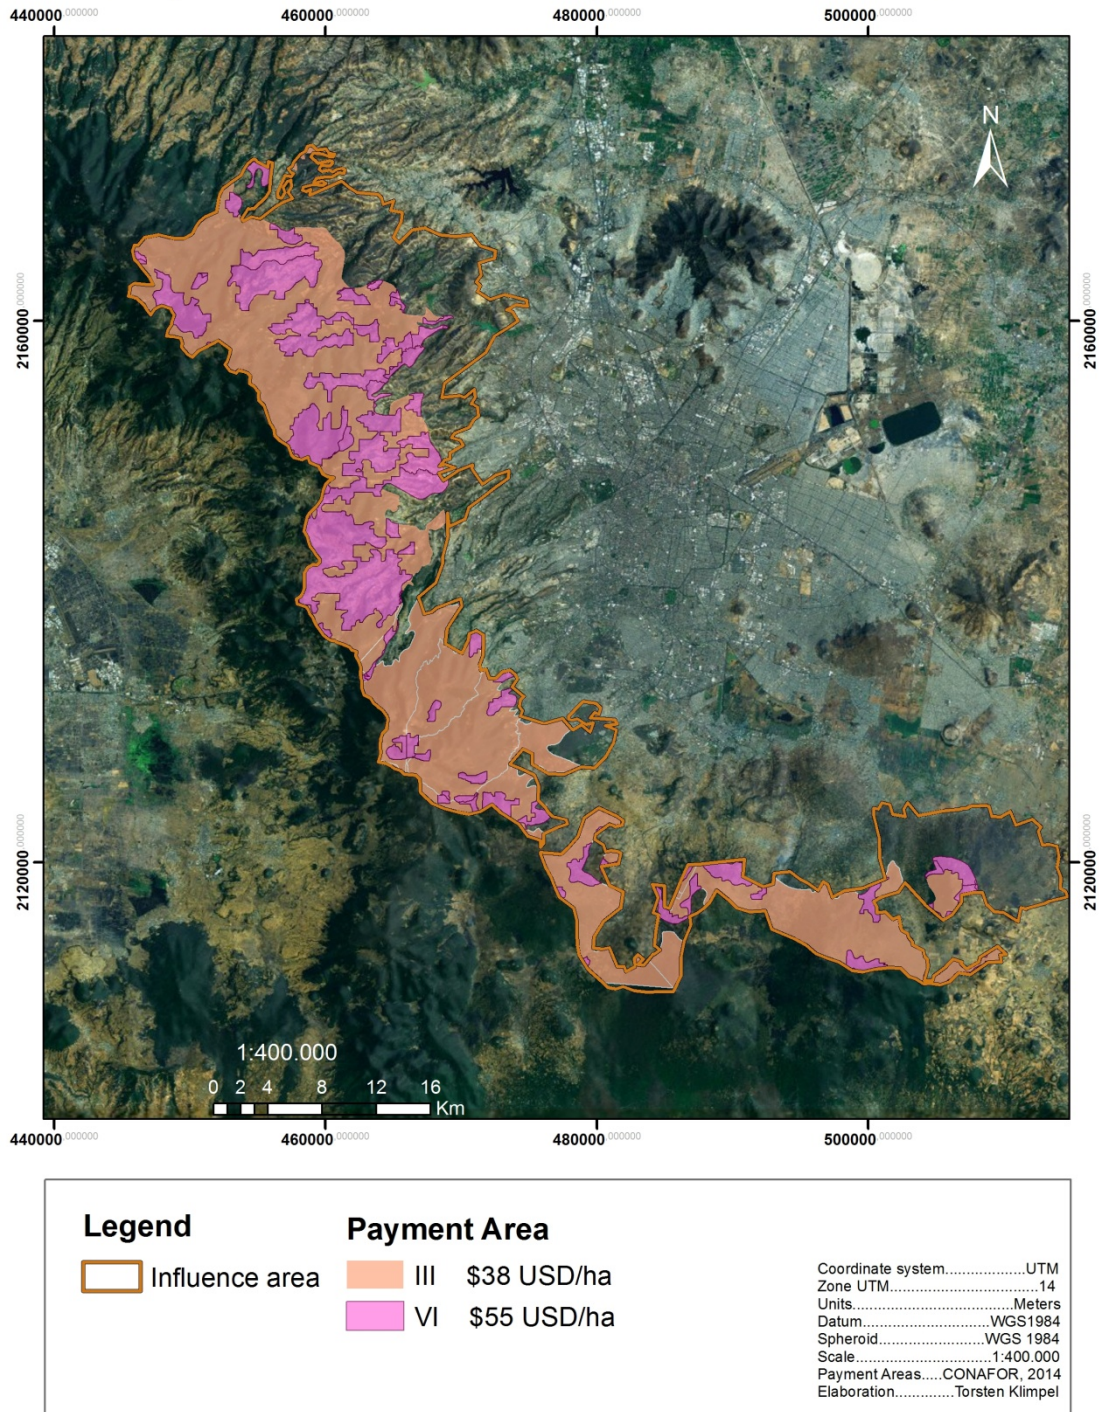 440000.000000 460000.000000 480000.000000 500000.000000
N
2160000.000000 2160000.000000
2120000.000000 2120000.000000
1:400.000
0 2 4 8 12 16
Km
440000.000000 460000.000000 480000.000000 500000.000000
Legend
Influence area
Payment Area
III $38 USD/ha
VI $55 USD/ha
Coordinate system...................UTM
Zone UTM...................................14
Units......................................Meters
Datum..............................WGS1984
Spheroid.......................WGS 1984
Scale................................1:400.000
Payment Areas.....CONAFOR, 2014
Elaboration..............Torsten Klimpel